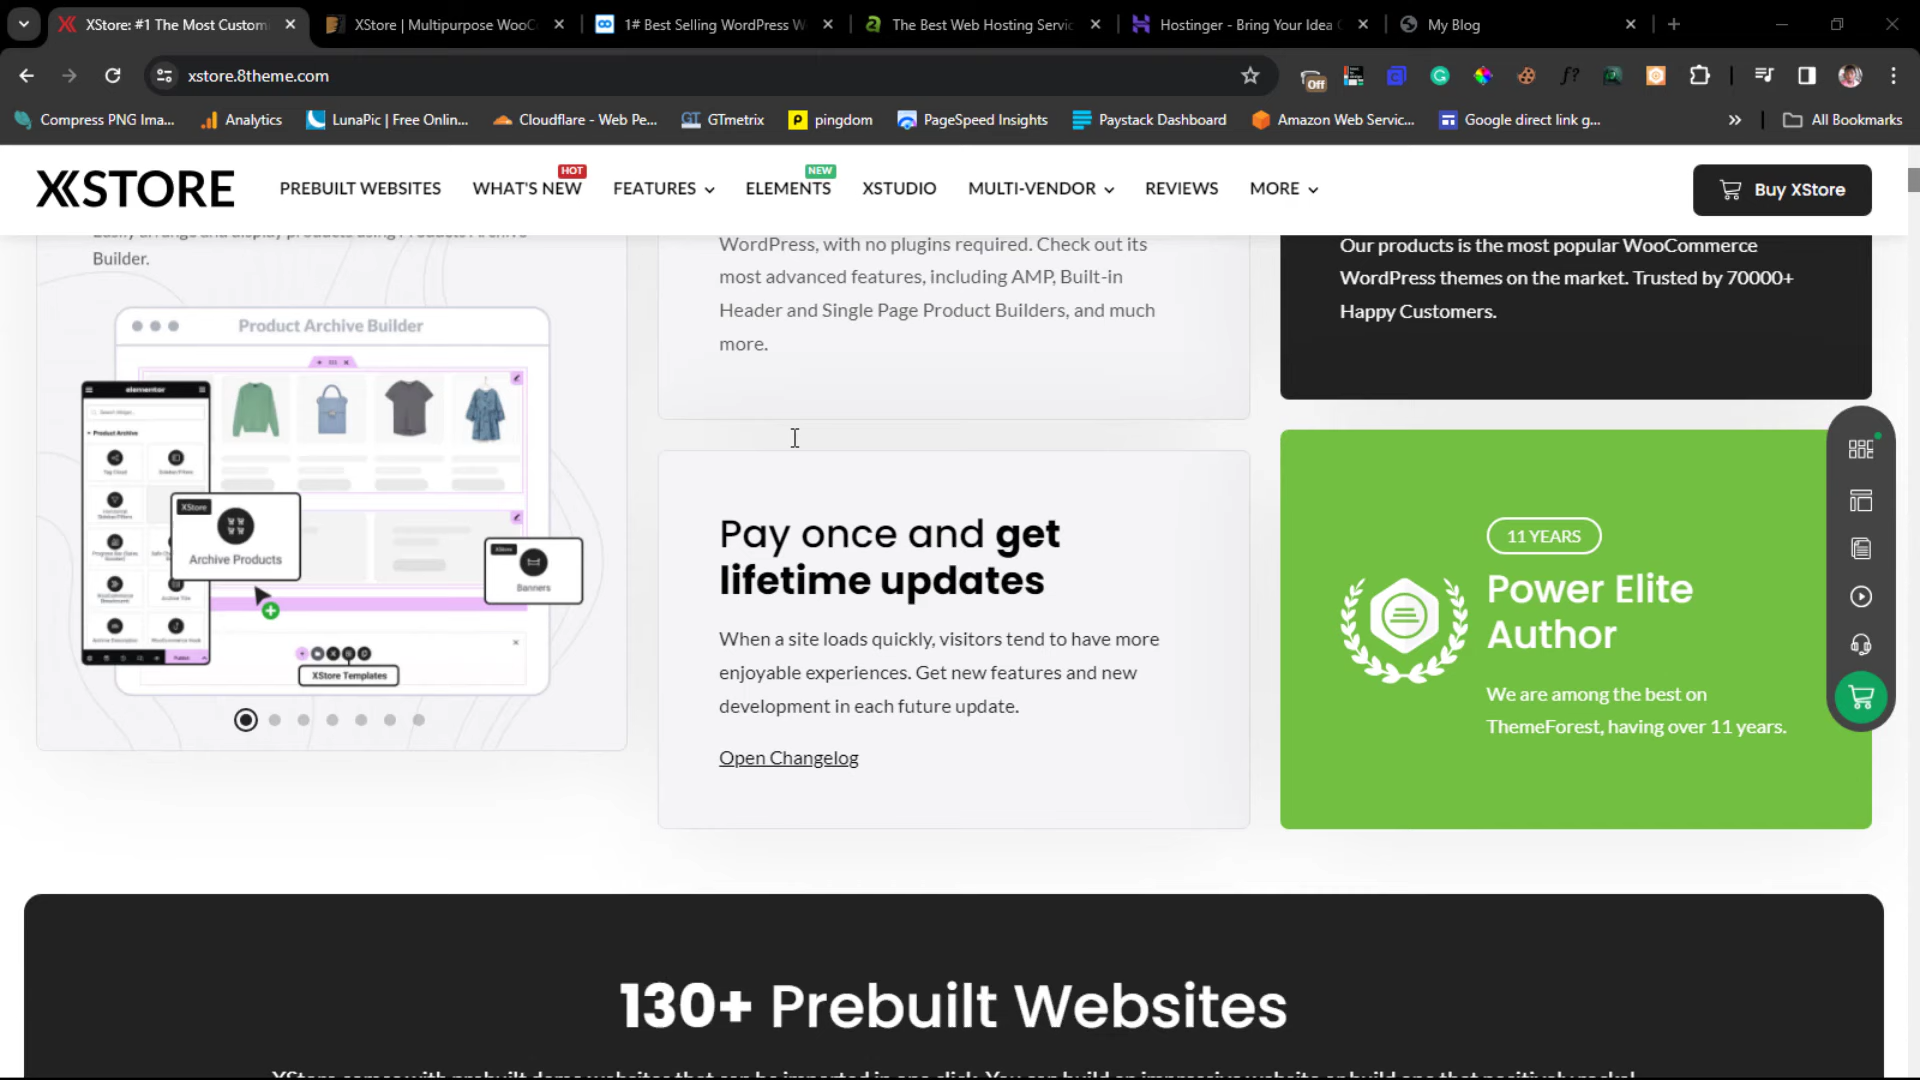 XStore: #1 The Most Custom
XStore | Multipurpose WooC
1# Best Selling WordPress W
The Best Web Hosting Servic
Hostinger - Bring Your Idea
My Blog
xstore.8theme.com
Off
Compress PNG Ima...
Analytics
LunaPic | Free Onlin...
Cloudflare - Web Pe...
GTmetrix
pingdom
PageSpeed Insights
Paystack Dashboard
Amazon Web Servic...
Google direct link g...
All Bookmarks
XSTORE
PREBUILT WEBSITES
WHAT'S NEW
HOT
FEATURES
ELEMENTS
NEW
XSTUDIO
MULTI-VENDOR
REVIEWS
MORE
Buy XStore
Easily arrange and display products using Products Archive
Builder.
Product Archive Builder
elementor
Product Archive
XStore
Archive Products
Banners
XStore Templates
WordPress, with no plugins required. Check out its
most advanced features, including AMP, Built-in
Header and Single Page Product Builders, and much
more.
Pay once and get
lifetime updates
When a site loads quickly, visitors tend to have more
enjoyable experiences. Get new features and new
development in each future update.
Open Changelog
Our products is the most popular WooCommerce
WordPress themes on the market. Trusted by 70000+
Happy Customers.
11 YEARS
Power Elite
Author
We are among the best on
ThemeForest, having over 11 years.
130+ Prebuilt Websites
XStore comes with prebuilt demo websites that can be imported in one click. You can build an impressive website or build one that positively rocks!